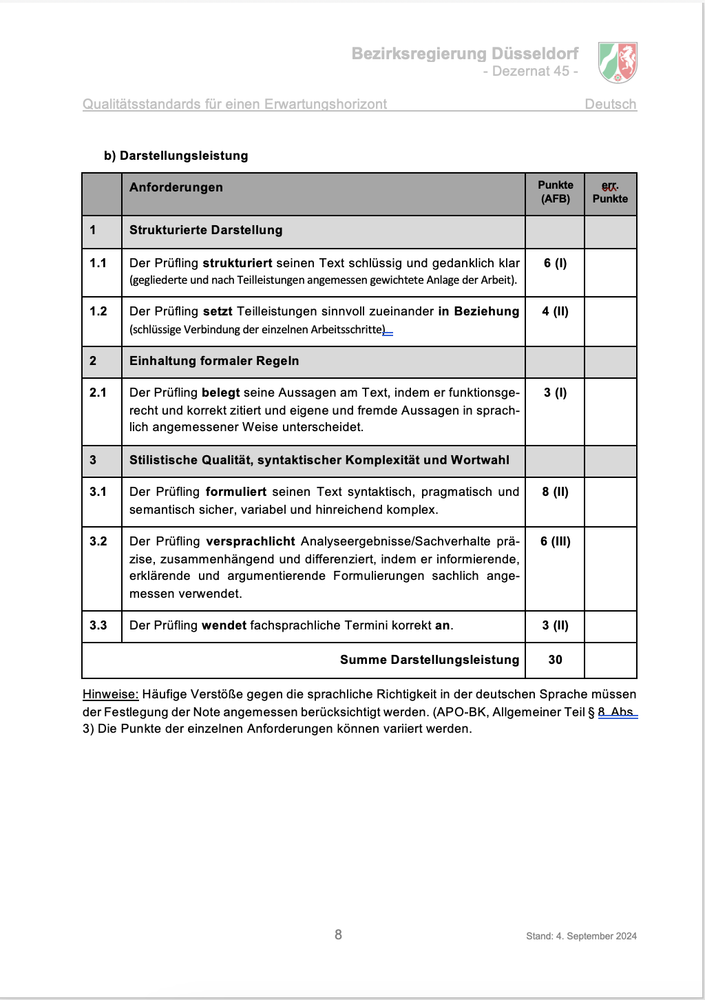 Bezirksregierung Düsseldorf
- Dezernat 45 -
Qualitätsstandards für einen Erwartungshorizont Deutsch
b) Darstellungsleistung
Anforderungen Punkte (AFB) err. Punkte
1 Strukturierte Darstellung
1.1 Der Prüfling strukturiert seinen Text schlüssig und gedanklich klar 6 (I)
(gegliederte und nach Teilleistungen angemessen gewichtete Anlage der Arbeit).
1.2 Der Prüfling setzt Teilleistungen sinnvoll zueinander in Beziehung 4 (II)
(schlüssige Verbindung der einzelnen Arbeitsschritte)
2 Einhaltung formaler Regeln
2.1 Der Prüfling belegt seine Aussagen am Text, indem er funktionsge- 3 (I)
recht und korrekt zitiert und eigene und fremde Aussagen in sprach-
lich angemessener Weise unterscheidet.
3 Stilistische Qualität, syntaktischer Komplexität und Wortwahl
3.1 Der Prüfling formuliert seinen Text syntaktisch, pragmatisch und 8 (II)
semantisch sicher, variabel und hinreichend komplex.
3.2 Der Prüfling versprachlicht Analyseergebnisse/Sachverhalte prä- 6 (III)
zise, zusammenhängend und differenziert, indem er informierende,
erklärende und argumentierende Formulierungen sachlich ange-
messen verwendet.
3.3 Der Prüfling wendet fachsprachliche Termini korrekt an. 3 (II)
Summe Darstellungsleistung 30
Hinweise: Häufige Verstöße gegen die sprachliche Richtigkeit in der deutschen Sprache müssen
der Festlegung der Note angemessen berücksichtigt werden. (APO-BK, Allgemeiner Teil § 8, Abs.
3) Die Punkte der einzelnen Anforderungen können variiert werden.
8 Stand: 4. September 2024